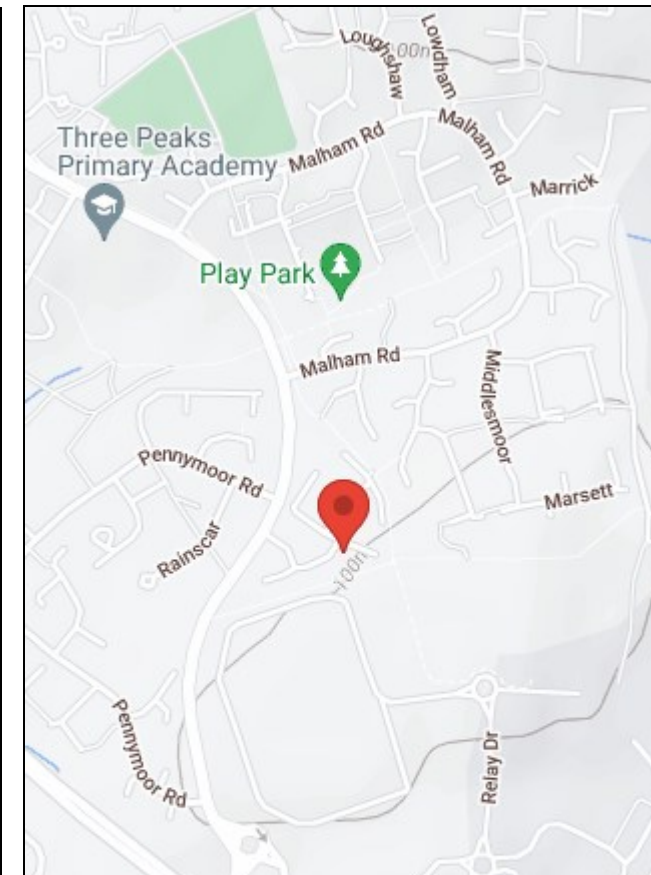 Loughshaw
Lowdham
100m
Malham Rd
Malham Rd
Three Peaks
Primary Academy
Marrick
Play Park
Malham Rd
Middlesmoor
Pennymoor Rd
Marsett
Rainscar
100m
Pennymoor Rd
Relay Dr